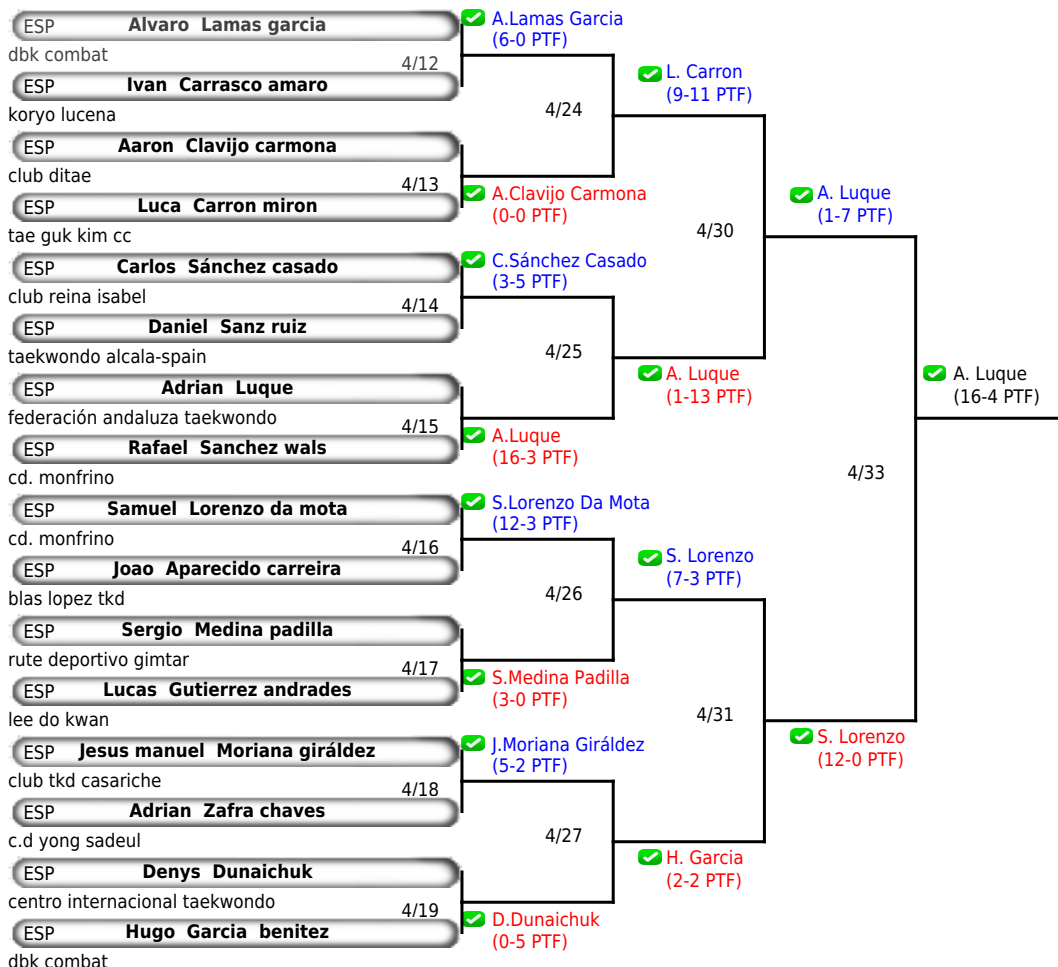 ESP Alvaro Lamas garcia
dbk combat
4/12
ESP Ivan Carrasco amaro
koryo lucena
ESP Aaron Clavijo carmona
club ditae
4/13
ESP Luca Carron miron
tae guk kim cc
ESP Carlos Sánchez casado
club reina isabel
4/14
ESP Daniel Sanz ruiz
taekwondo alcala-spain
ESP Adrian Luque
federación andaluza taekwondo
4/15
ESP Rafael Sanchez wals
cd. monfrino
ESP Samuel Lorenzo da mota
cd. monfrino
4/16
ESP Joao Aparecido carreira
blas lopez tkd
ESP Sergio Medina padilla
rute deportivo gimtar
4/17
ESP Lucas Gutierrez andrades
lee do kwan
ESP Jesus manuel Moriana giráldez
club tkd casariche
4/18
ESP Adrian Zafra chaves
c.d yong sadeul
ESP Denys Dunaichuk
centro internacional taekwondo
4/19
ESP Hugo Garcia benitez
dbk combat
A.Lamas Garcia
(6-0 PTF)
4/24
A.Clavijo Carmona
(0-0 PTF)
C.Sánchez Casado
(3-5 PTF)
4/25
A.Luque
(16-3 PTF)
S.Lorenzo Da Mota
(12-3 PTF)
4/26
S.Medina Padilla
(3-0 PTF)
J.Moriana Giráldez
(5-2 PTF)
4/27
D.Dunaichuk
(0-5 PTF)
L. Carron
(9-11 PTF)
4/30
A. Luque
(1-13 PTF)
S. Lorenzo
(7-3 PTF)
4/31
H. Garcia
(2-2 PTF)
A. Luque
(1-7 PTF)
4/33
S. Lorenzo
(12-0 PTF)
A. Luque
(16-4 PTF)